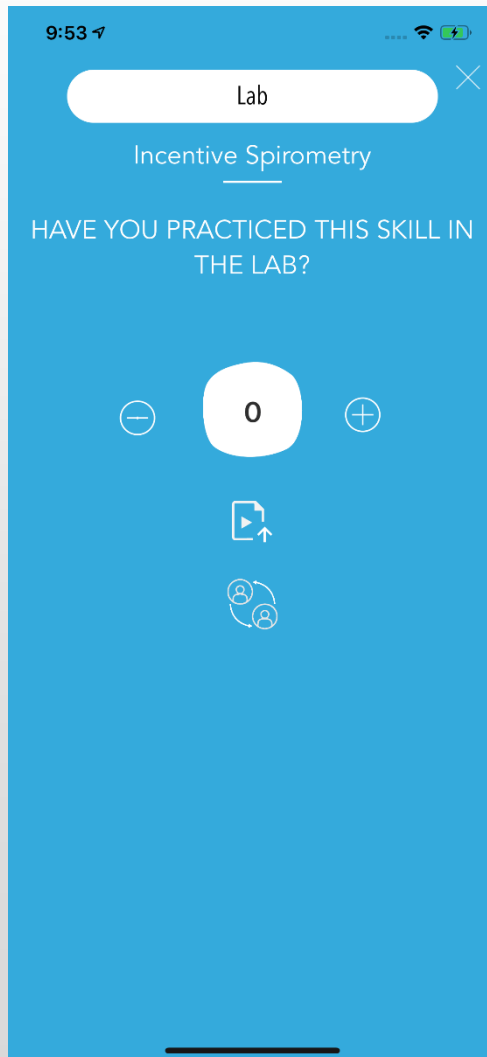 9:53
Lab
Incentive Spirometry
HAVE YOU PRACTICED THIS SKILL IN
THE LAB?
0